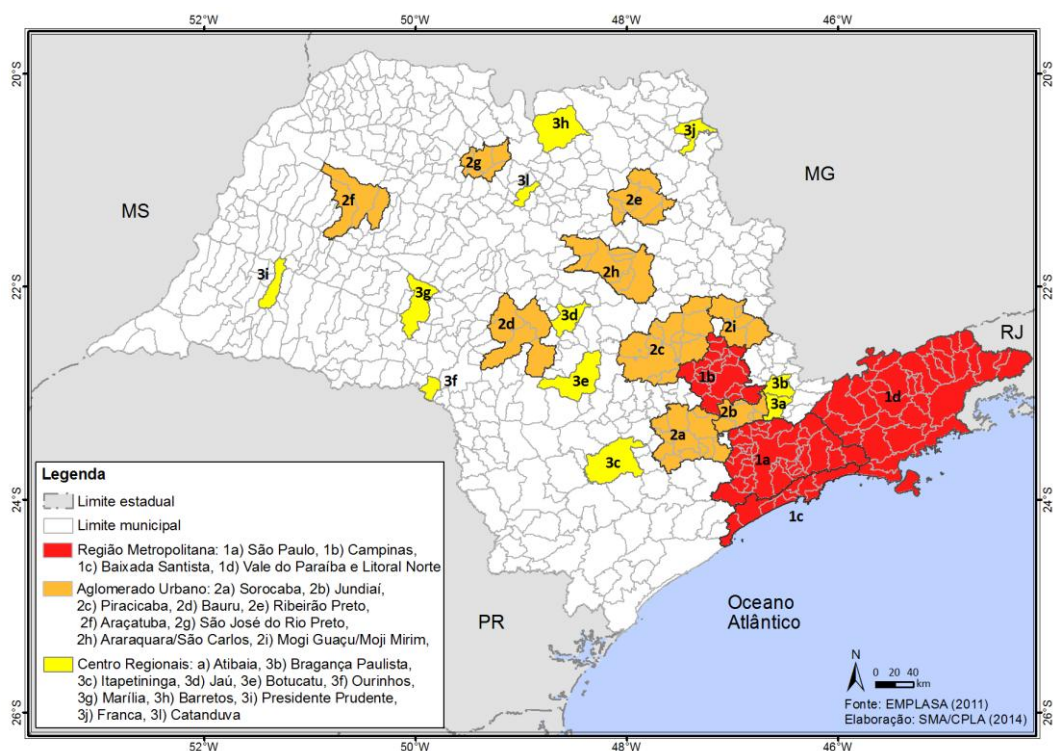 52°W 50°W 48°W 46°W
20°S 20°S
3h
3j
2g
MG
3l
MS
2f
2e
2h
3i
22°S 22°S
3g
3d
2d
2i
RJ
2c
3f
3e
1b
3b
3a
1d
2b
2a
1a
3c
24°S 24°S
1c
Legenda
Limite estadual
Limite municipal
Região Metropolitana: 1a) São Paulo, 1b) Campinas,
1c) Baixada Santista, 1d) Vale do Paraíba e Litoral Norte
Aglomerado Urbano: 2a) Sorocaba, 2b) Jundiaí,
2c) Piracicaba, 2d) Bauru, 2e) Ribeirão Preto,
2f) Araçatuba, 2g) São José do Rio Preto,
2h) Araraquara/São Carlos, 2i) Mogi Guaçu/Moji Mirim,
Centro Regionais: a) Atibaia, 3b) Bragança Paulista,
3c) Itapetininga, 3d) Jaú, 3e) Botucatu, 3f) Ourinhos,
3g) Marília, 3h) Barretos, 3i) Presidente Prudente,
3j) Franca, 3l) Catanduva
PR
Oceano
Atlântico
N
0 20 40
km
Fonte: EMPLASA (2011)
Elaboração: SMA/CPLA (2014)
26°S 26°S
52°W 50°W 48°W 46°W